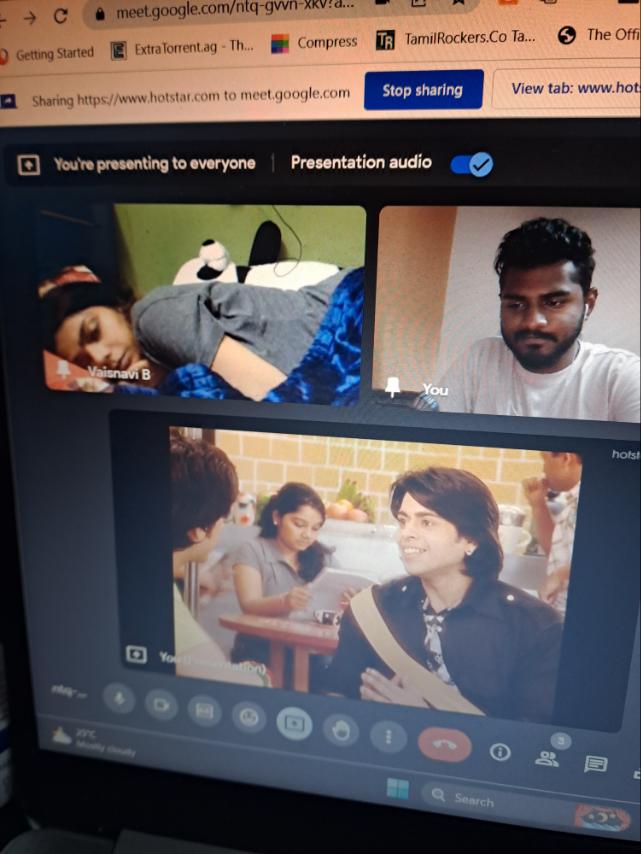 meet.google.com/ntq-gvvn-xkv?a...
Getting Started
ExtraTorrent.ag - Th...
Compress
TR
TamilRockers.Co Ta...
The Offi
Sharing https://www.hotstar.com to meet.google.com
Stop sharing
View tab: www.hots
You're presenting to everyone
Presentation audio
Vaisnavi B
You
hotst
You (Presentation)
ntq-...
3
25°C
Mostly cloudy
Search